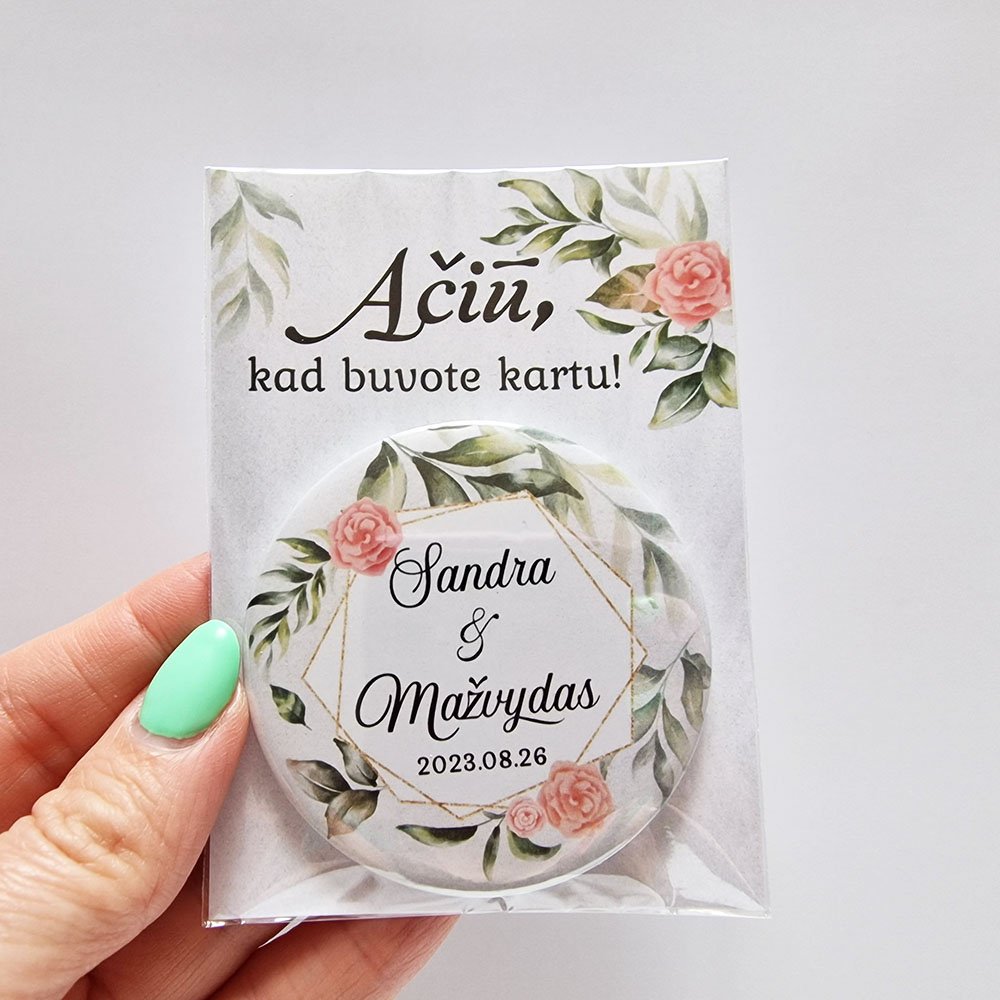 Ačiū,
kad buvote kartu!
Sandra
&
Mažvydas
2023.08.26